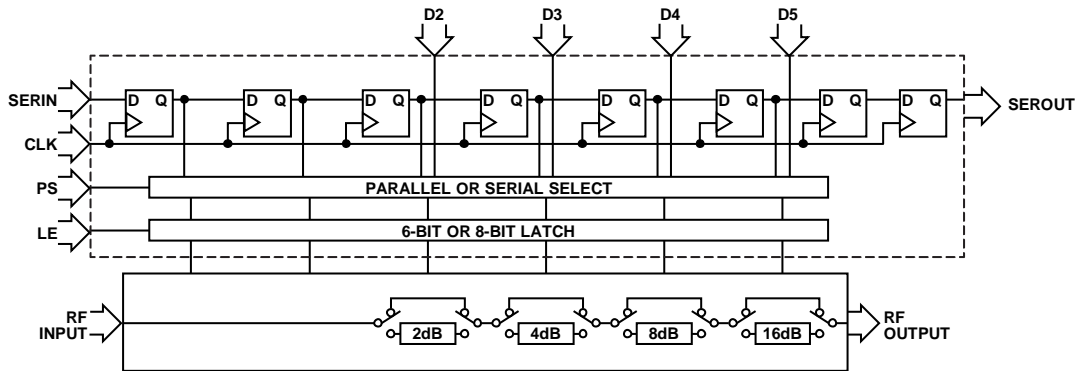 D2 D3 D4 D5
SERIN D Q D Q D Q D Q D Q D Q D Q D Q SEROUT
CLK
PS PARALLEL OR SERIAL SELECT
LE 6-BIT OR 8-BIT LATCH
RF INPUT 2dB 4dB 8dB 16dB RF OUTPUT